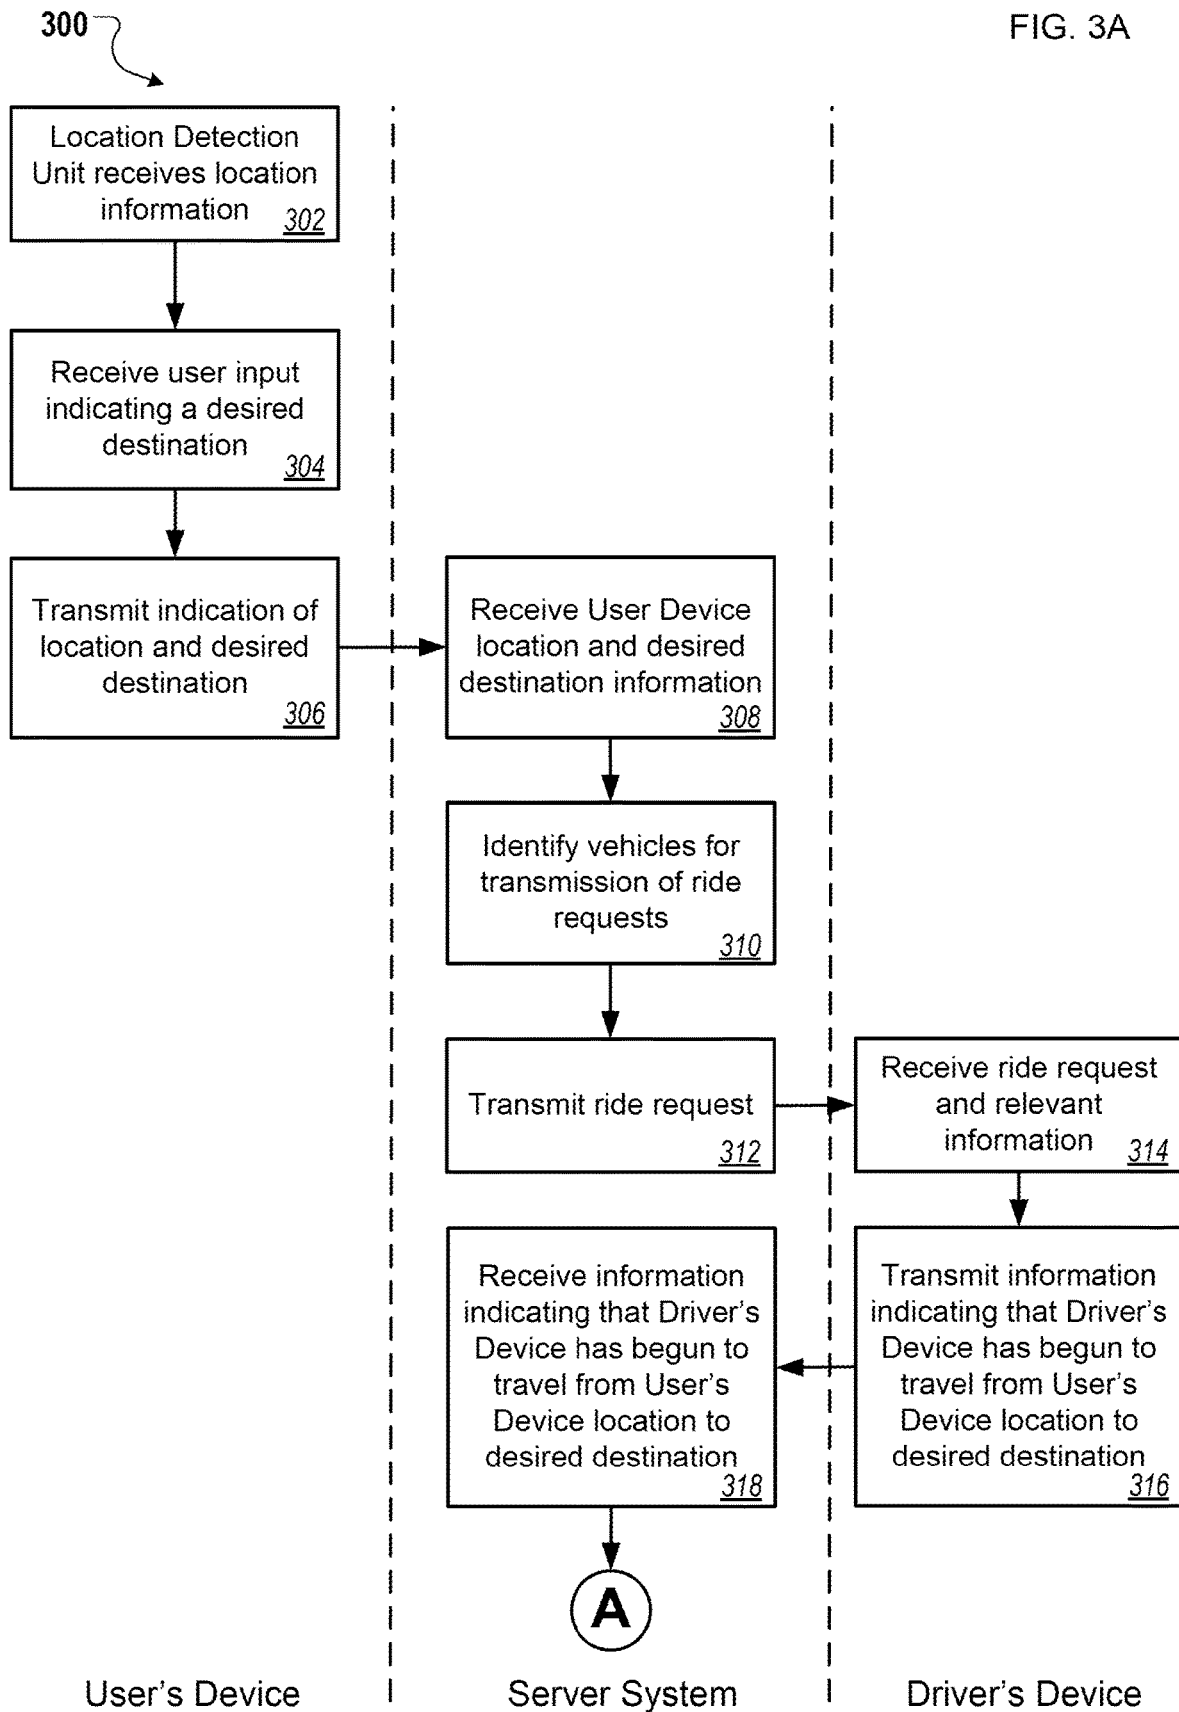 300
FIG. 3A
Location Detection
Unit receives location
information
302
Receive user input
indicating a desired
destination
304
Transmit indication of
location and desired
destination
306
Receive User Device
location and desired
destination information
308
Identify vehicles for
transmission of ride
requests
310
Transmit ride request
312
Receive ride request
and relevant
information
314
Transmit information
indicating that Driver's
Device has begun to
travel from User's
Device location to
desired destination
316
Receive information
indicating that Driver's
Device has begun to
travel from User's
Device location to
desired destination
318
A
User's Device
Server System
Driver's Device